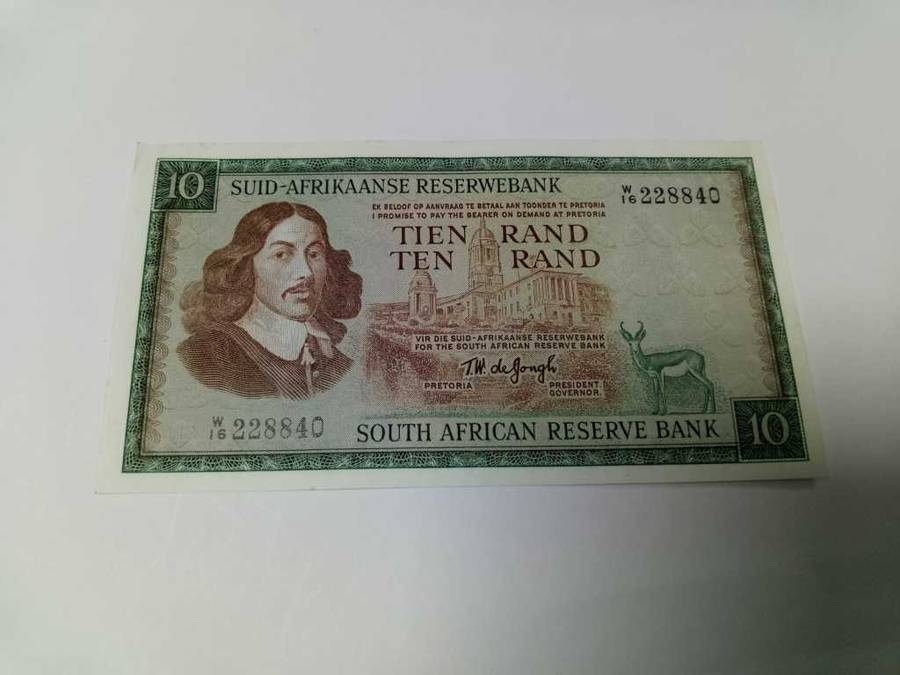 10
SUID-AFRIKAANSE RESERWEBANK
W/16 228840
EK BELOOF OP AANVRAAG TE BETAAL AAN TOONDER TE PRETORIA
I PROMISE TO PAY THE BEARER ON DEMAND AT PRETORIA
TIEN RAND
TEN RAND
VIR DIE SUID-AFRIKAANSE RESERWEBANK
FOR THE SOUTH AFRICAN RESERVE BANK
T.W. de Jongh
PRETORIA
PRESIDENT.
GOVERNOR.
W/16 228840
SOUTH AFRICAN RESERVE BANK
10